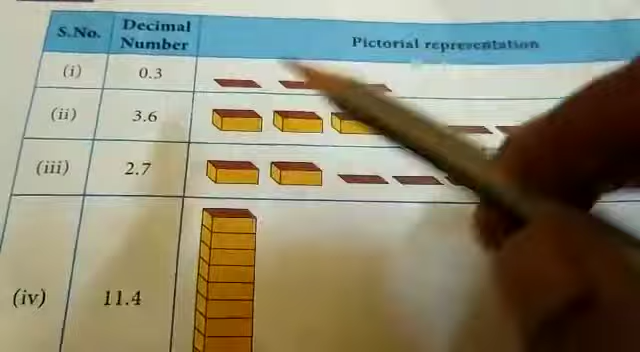 S.No. Decimal Number Pictorial representation
(i) 0.3
(ii) 3.6
(iii) 2.7
(iv) 11.4